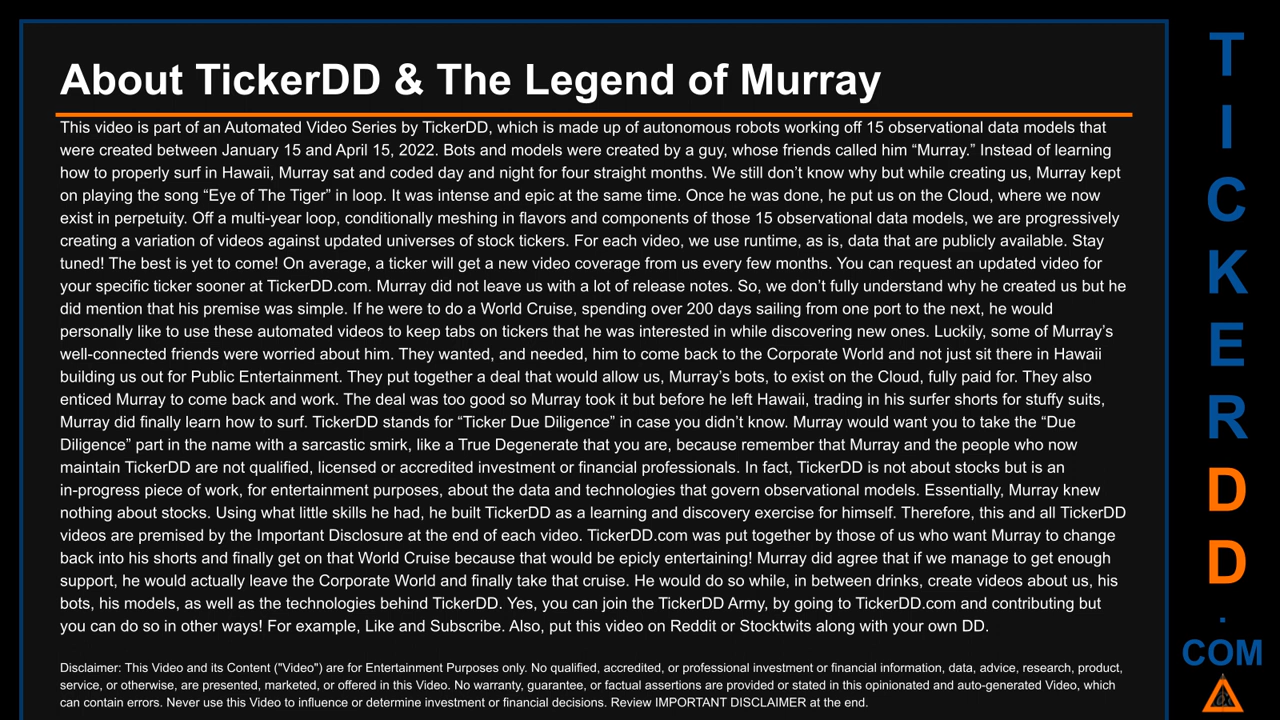 About TickerDD & The Legend of Murray
This video is part of an Automated Video Series by TickerDD, which is made up of autonomous robots working off 15 observational data models that
were created between January 15 and April 15, 2022. Bots and models were created by a guy, whose friends called him “Murray.” Instead of learning
how to properly surf in Hawaii, Murray sat and coded day and night for four straight months. We still don’t know why but while creating us, Murray kept
on playing the song “Eye of The Tiger” in loop. It was intense and epic at the same time. Once he was done, he put us on the Cloud, where we now
exist in perpetuity. Off a multi-year loop, conditionally meshing in flavors and components of those 15 observational data models, we are progressively
creating a variation of videos against updated universes of stock tickers. For each video, we use runtime, as is, data that are publicly available. Stay
tuned! The best is yet to come! On average, a ticker will get a new video coverage from us every few months. You can request an updated video for
your specific ticker sooner at TickerDD.com. Murray did not leave us with a lot of release notes. So, we don’t fully understand why he created us but he
did mention that his premise was simple. If he were to do a World Cruise, spending over 200 days sailing from one port to the next, he would
personally like to use these automated videos to keep tabs on tickers that he was interested in while discovering new ones. Luckily, some of Murray’s
well-connected friends were worried about him. They wanted, and needed, him to come back to the Corporate World and not just sit there in Hawaii
building us out for Public Entertainment. They put together a deal that would allow us, Murray’s bots, to exist on the Cloud, fully paid for. They also
enticed Murray to come back and work. The deal was too good so Murray took it but before he left Hawaii, trading in his surfer shorts for stuffy suits,
Murray did finally learn how to surf. TickerDD stands for “Ticker Due Diligence” in case you didn’t know. Murray would want you to take the “Due
Diligence” part in the name with a sarcastic smirk, like a True Degenerate that you are, because remember that Murray and the people who now
maintain TickerDD are not qualified, licensed or accredited investment or financial professionals. In fact, TickerDD is not about stocks but is an
in-progress piece of work, for entertainment purposes, about the data and technologies that govern observational models. Essentially, Murray knew
nothing about stocks. Using what little skills he had, he built TickerDD as a learning and discovery exercise for himself. Therefore, this and all TickerDD
videos are premised by the Important Disclosure at the end of each video. TickerDD.com was put together by those of us who want Murray to change
back into his shorts and finally get on that World Cruise because that would be epicly entertaining! Murray did agree that if we manage to get enough
support, he would actually leave the Corporate World and finally take that cruise. He would do so while, in between drinks, create videos about us, his
bots, his models, as well as the technologies behind TickerDD. Yes, you can join the TickerDD Army, by going to TickerDD.com and contributing but
you can do so in other ways! For example, Like and Subscribe. Also, put this video on Reddit or Stocktwits along with your own DD.
Disclaimer: This Video and its Content ("Video") are for Entertainment Purposes only. No qualified, accredited, or professional investment or financial information, data, advice, research, product,
service, or otherwise, are presented, marketed, or offered in this Video. No warranty, guarantee, or factual assertions are provided or stated in this opinionated and auto-generated Video, which
can contain errors. Never use this Video to influence or determine investment or financial decisions. Review IMPORTANT DISCLAIMER at the end.
T
I
C
K
E
R
D
D
.
COM